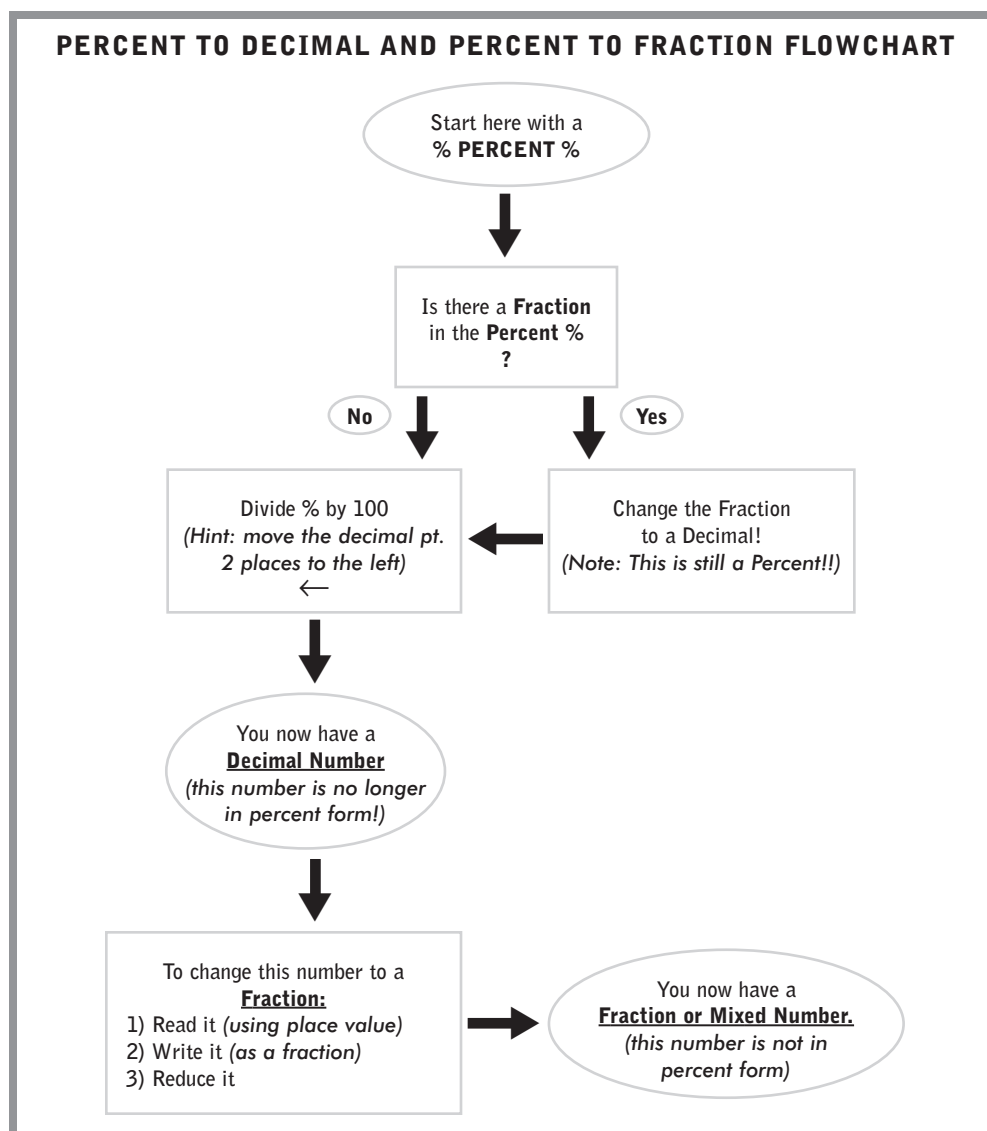 PERCENT TO DECIMAL AND PERCENT TO FRACTION FLOWCHART
Start here with a
% PERCENT %
Is there a Fraction
in the Percent %
?
No
Yes
Divide % by 100
(Hint: move the decimal pt.
2 places to the left)
←
Change the Fraction
to a Decimal!
(Note: This is still a Percent!!)
You now have a
Decimal Number
(this number is no longer
in percent form!)
To change this number to a
Fraction:
1) Read it (using place value)
2) Write it (as a fraction)
3) Reduce it
You now have a
Fraction or Mixed Number.
(this number is not in
percent form)